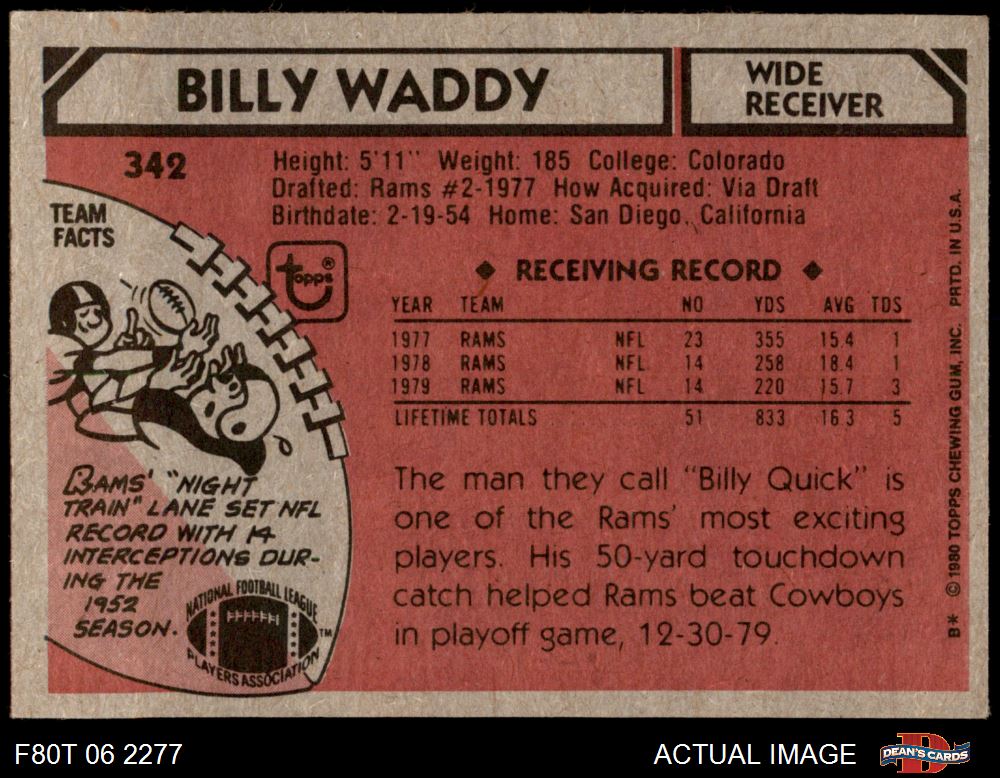 BILLY WADDY
WIDE
RECEIVER
342
Height: 5'11" Weight: 185 College: Colorado
Drafted: Rams #2-1977 How Acquired: Via Draft
Birthdate: 2-19-54 Home: San Diego, California
TEAM
FACTS
topps®
◆ RECEIVING RECORD ◆
YEAR TEAM NO YDS AVG TDS
1977 RAMS NFL 23 355 15.4 1
1978 RAMS NFL 14 258 18.4 1
1979 RAMS NFL 14 220 15.7 3
LIFETIME TOTALS 51 833 16.3 5
RAMS' "NIGHT
TRAIN" LANE SET NFL
RECORD WITH 14
INTERCEPTIONS DUR-
ING THE
1952
SEASON.
NATIONAL FOOTBALL LEAGUE
PLAYERS ASSOCIATION
TM
The man they call "Billy Quick" is
one of the Rams' most exciting
players. His 50-yard touchdown
catch helped Rams beat Cowboys
in playoff game, 12-30-79.
B* © 1980 TOPPS CHEWING GUM, INC. PRTD. IN U.S.A.
F80T 06 2277
ACTUAL IMAGE
DEAN'S CARDS